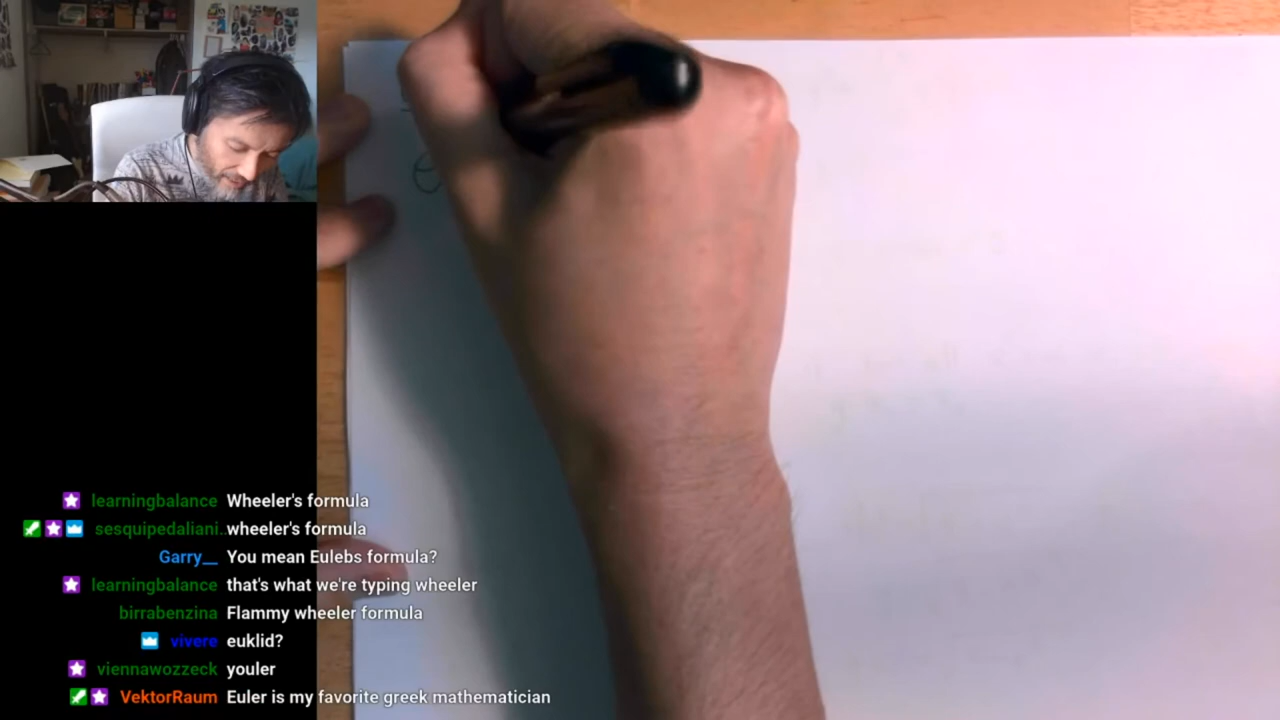 e
learningbalance Wheeler's formula
sesquipedaliani.. wheeler's formula
Garry__ You mean Eulebs formula?
learningbalance that's what we're typing wheeler
birrabenzina Flammy wheeler formula
vivere euklid?
viennawozzeck youler
VektorRaum Euler is my favorite greek mathematician